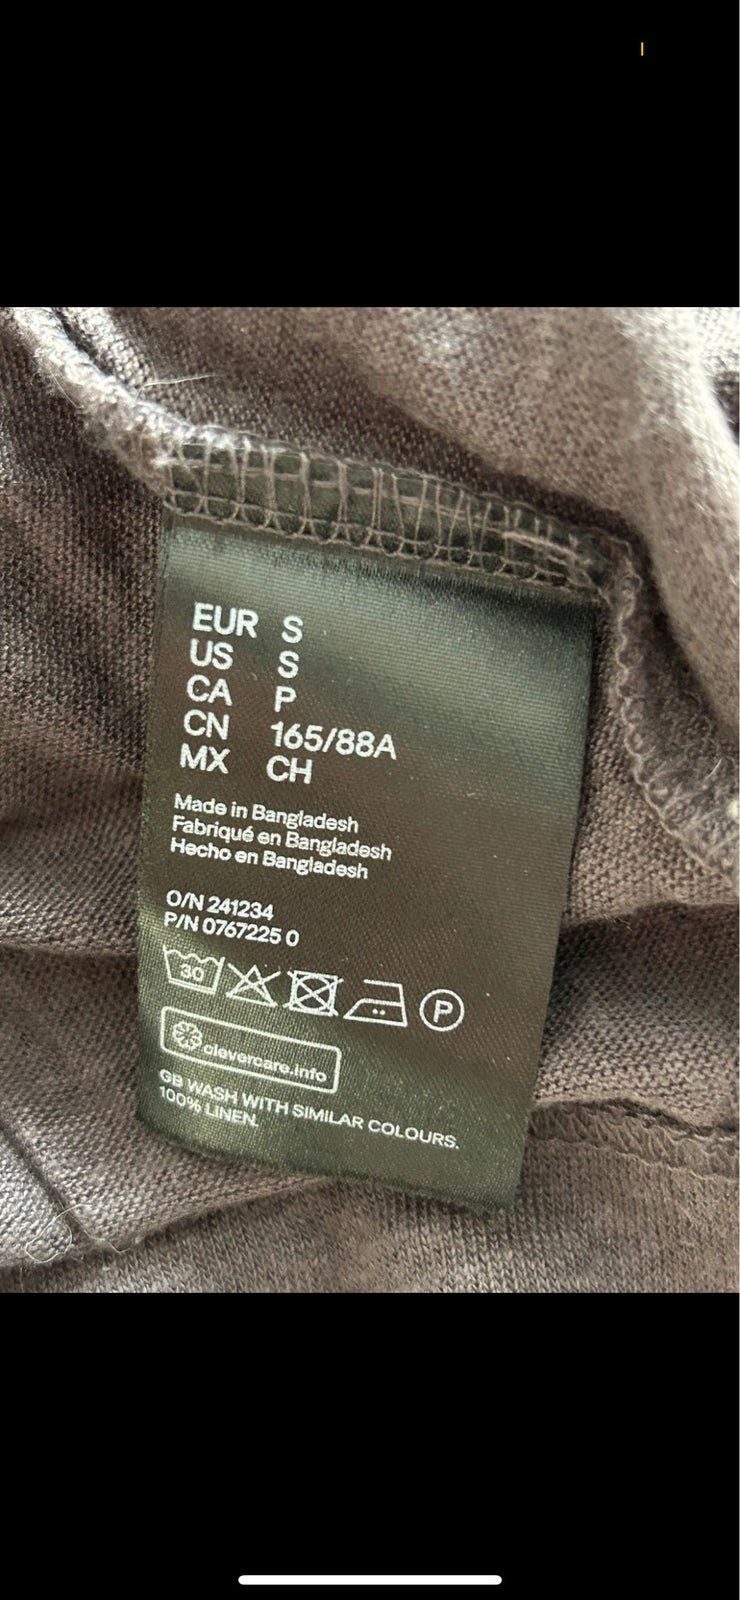 EUR S
US S
CA P
CN 165/88A
MX CH
Made in Bangladesh
Fabriqué en Bangladesh
Hecho en Bangladesh
O/N 241234
P/N 0767225 0
30
P
clevercare.info
GB WASH WITH SIMILAR COLOURS.
100% LINEN.